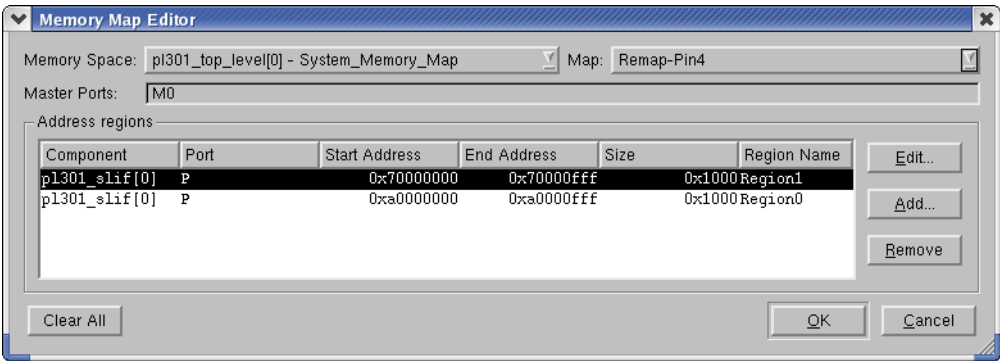 Memory Map Editor
Memory Space: pl301_top_level[0] - System_Memory_Map Map: Remap-Pin4
Master Ports: M0
Address regions
Component Port Start Address End Address Size Region Name
pl301_slif[0] P 0x70000000 0x70000fff 0x1000 Region1
pl301_slif[0] P 0xa0000000 0xa0000fff 0x1000 Region0
Edit...
Add...
Remove
Clear All OK Cancel